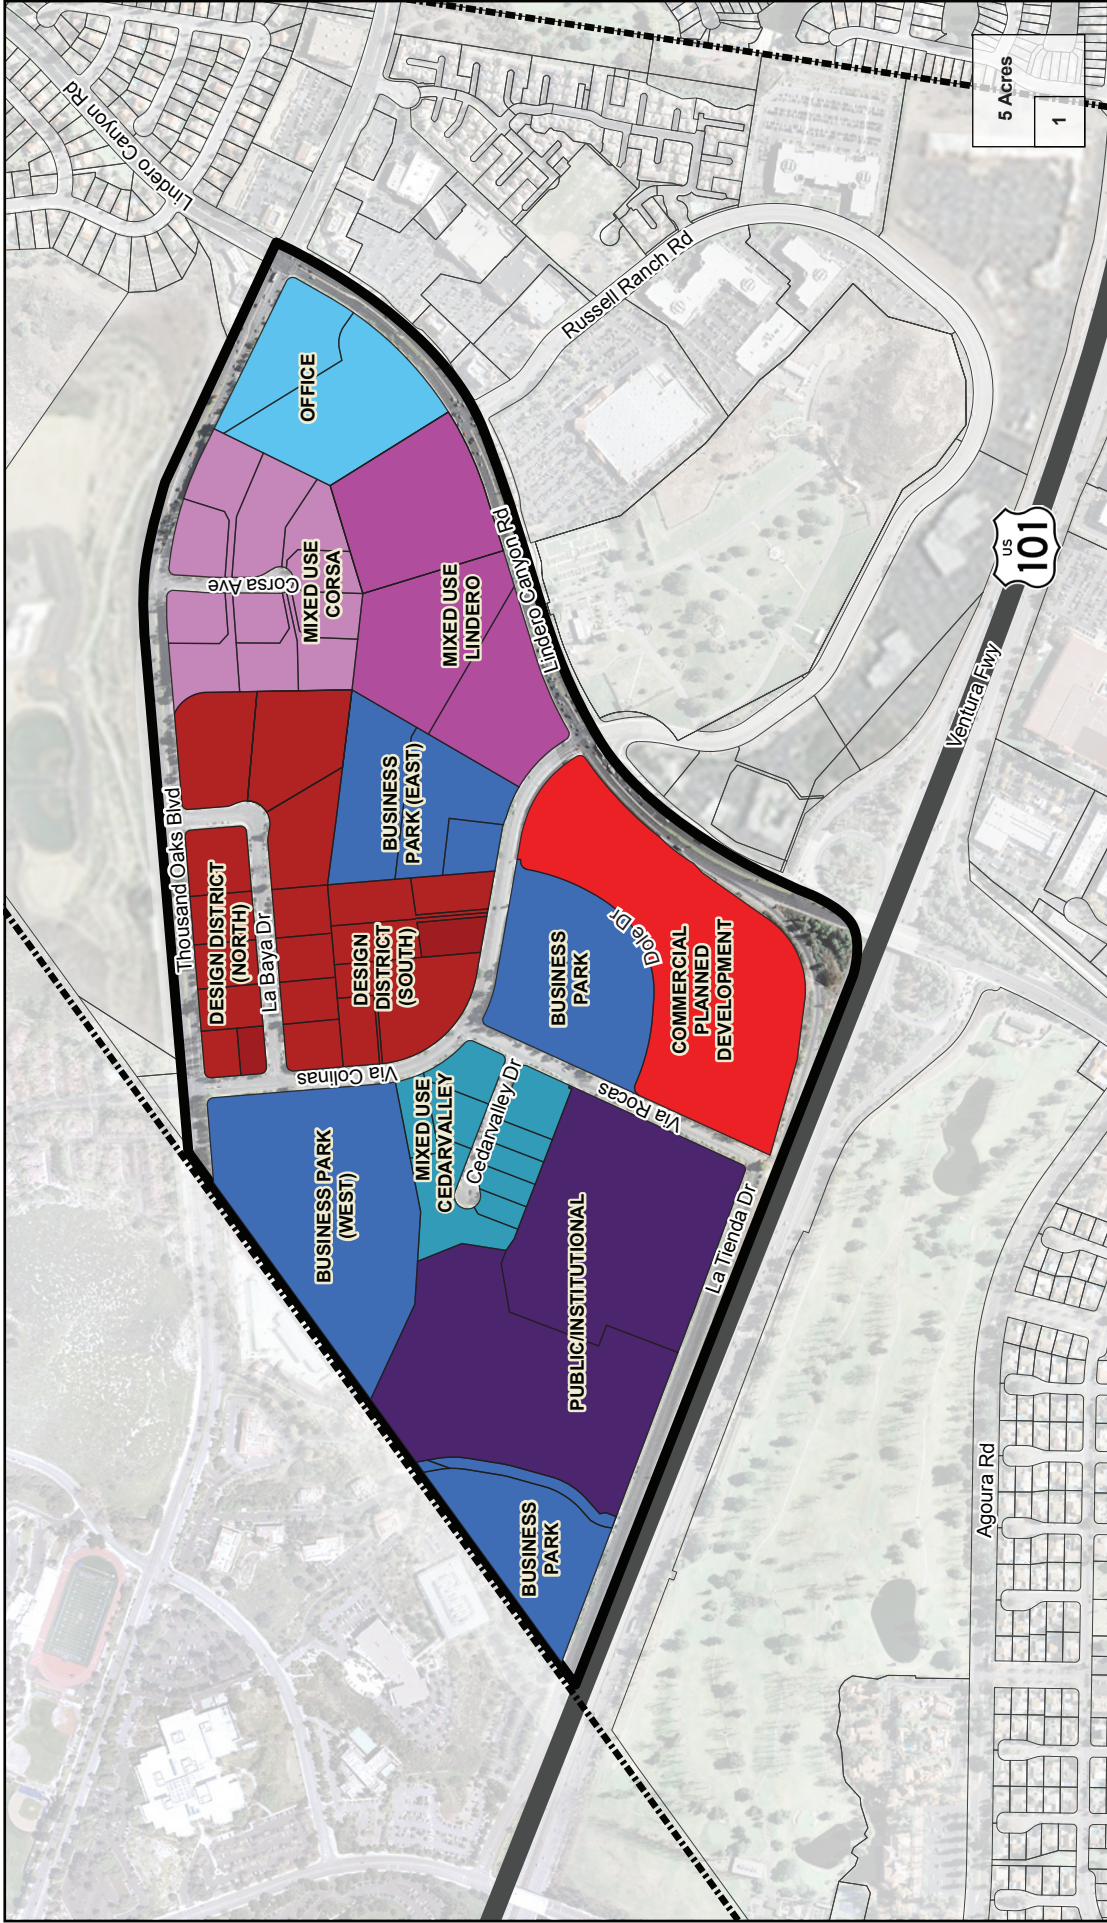 Lindero Canyon Rd
5 Acres
1
OFFICE
Russell Ranch Rd
MIXED USE
CORSA
Corsa Ave
MIXED USE
LINDERO
Lindero Canyon Rd
US
101
Ventura Fwy
Thousand Oaks Blvd
DESIGN DISTRICT
(NORTH)
La Baya Dr
BUSINESS
PARK (EAST)
DESIGN
DISTRICT
(SOUTH)
BUSINESS
PARK
Dole Dr
COMMERCIAL
PLANNED
DEVELOPMENT
Via Colinas
MIXED USE
CEDARVALLEY
Cedarvalley Dr
Via Rocas
BUSINESS PARK
(WEST)
PUBLIC/INSTITUTIONAL
La Tienda Dr
BUSINESS
PARK
Agoura Rd